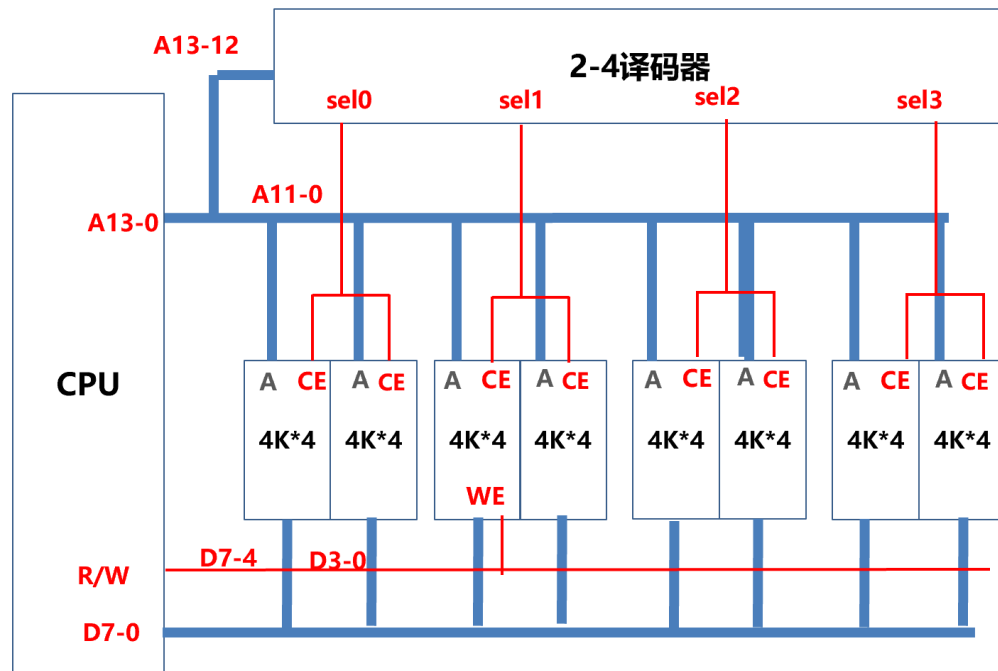 A13-12
2-4译码器
sel0 sel1 sel2 sel3
A11-0
A13-0
CPU
A CE A CE A CE A CE A CE A CE A CE A CE
4K*4 4K*4 4K*4 4K*4 4K*4 4K*4 4K*4 4K*4
WE
D7-4 D3-0
R/W
D7-0